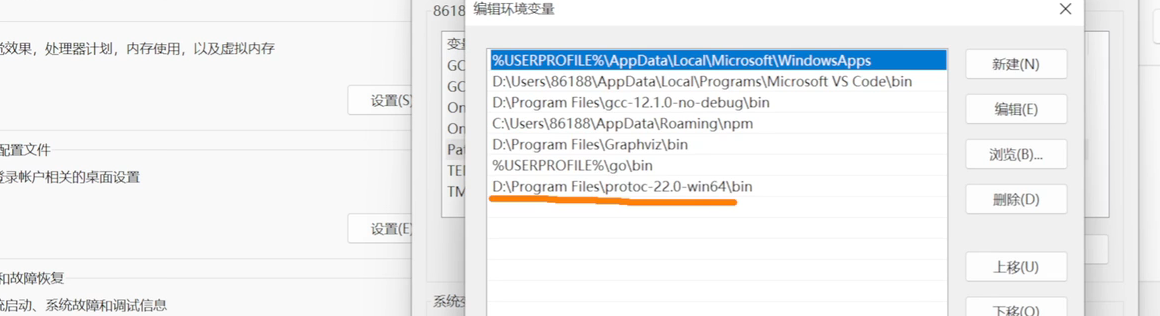 编辑环境变量
8618
觉效果，处理器计划，内存使用，以及虚拟内存
设置(S)
配置文件
登录帐户相关的桌面设置
设置(E)
和故障恢复
统启动、系统故障和调试信息
GC
GC
On
On
Pat
TEI
TM
系统变
%USERPROFILE%\AppData\Local\Microsoft\WindowsApps
D:\Users\86188\AppData\Local\Programs\Microsoft VS Code\bin
D:\Program Files\gcc-12.1.0-no-debug\bin
C:\Users\86188\AppData\Roaming\npm
D:\Program Files\Graphviz\bin
%USERPROFILE%\go\bin
D:\Program Files\protoc-22.0-win64\bin
新建(N)
编辑(E)
浏览(B)...
删除(D)
上移(U)
下移(O)